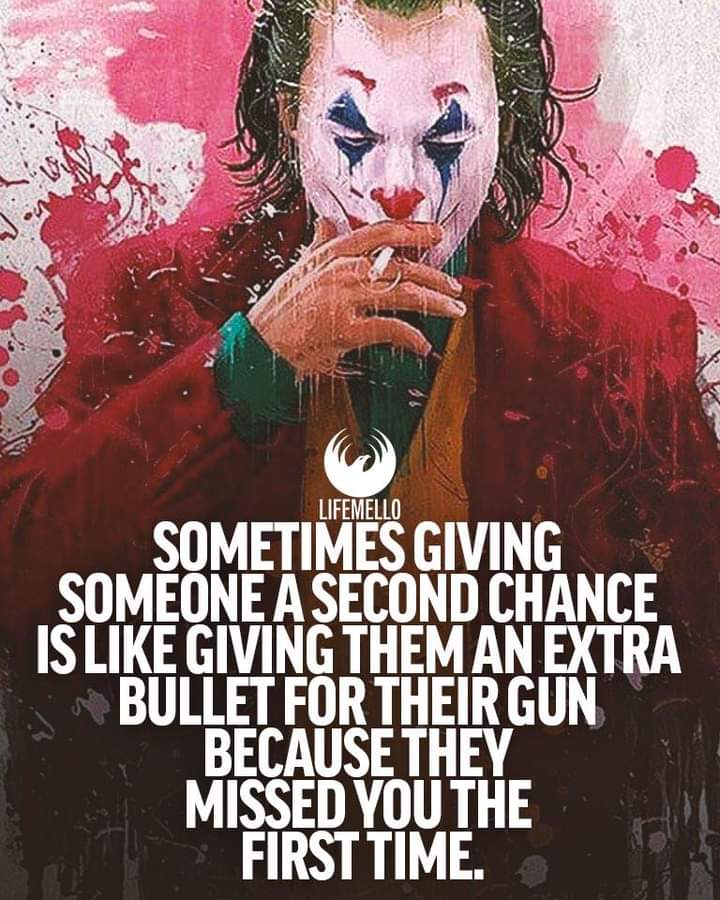 LIFEMELLO
SOMETIMES GIVING
SOMEONE A SECOND CHANCE
IS LIKE GIVING THEM AN EXTRA
BULLET FOR THEIR GUN
BECAUSE THEY
MISSED YOU THE
FIRST TIME.